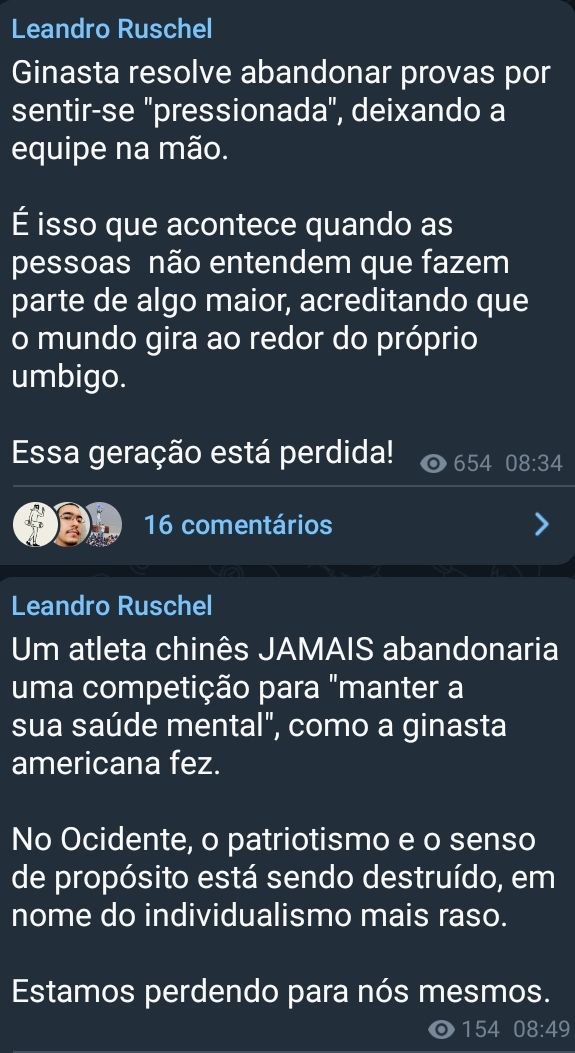 Leandro Ruschel
Ginasta resolve abandonar provas por
sentir-se "pressionada", deixando a
equipe na mão.
É isso que acontece quando as
pessoas  não entendem que fazem
parte de algo maior, acreditando que
o mundo gira ao redor do próprio
umbigo.
Essa geração está perdida! 654 08:34
16 comentários
Leandro Ruschel
Um atleta chinês JAMAIS abandonaria
uma competição para "manter a
sua saúde mental", como a ginasta
americana fez.
No Ocidente, o patriotismo e o senso
de propósito está sendo destruído, em
nome do individualismo mais raso.
Estamos perdendo para nós mesmos.
154 08:49